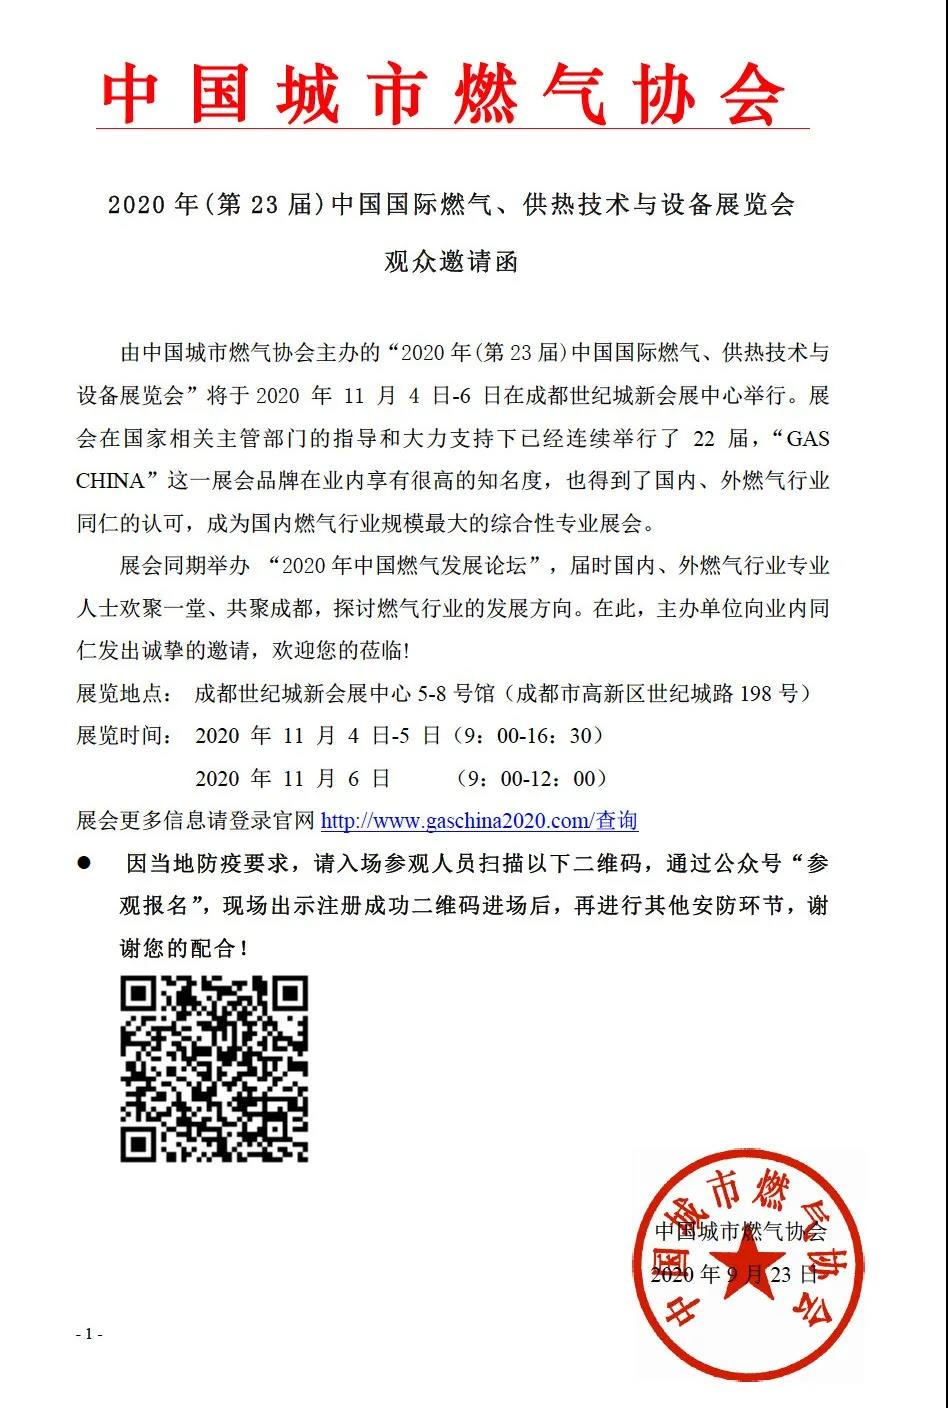 中国城市燃气协会
2020 年(第 23 届)中国国际燃气、供热技术与设备展览会
观众邀请函
由中国城市燃气协会主办的“2020 年(第 23 届)中国国际燃气、供热技术与
设备展览会”将于 2020 年 11 月 4 日-6 日在成都世纪城新会展中心举行。展
会在国家相关主管部门的指导和大力支持下已经连续举行了 22 届，“GAS
CHINA”这一展会品牌在业内享有很高的知名度，也得到了国内、外燃气行业
同仁的认可，成为国内燃气行业规模最大的综合性专业展会。
展会同期举办 “2020 年中国燃气发展论坛”，届时国内、外燃气行业专业
人士欢聚一堂、共聚成都，探讨燃气行业的发展方向。在此，主办单位向业内同
仁发出诚挚的邀请，欢迎您的莅临!
展览地点： 成都世纪城新会展中心 5-8 号馆（成都市高新区世纪城路 198 号）
展览时间： 2020 年 11 月 4 日-5 日（9：00-16：30）
2020 年 11 月 6 日 （9：00-12：00）
展会更多信息请登录官网 http://www.gaschina2020.com/查询
● 因当地防疫要求，请入场参观人员扫描以下二维码，通过公众号“参
观报名”，现场出示注册成功二维码进场后，再进行其他安防环节，谢
谢您的配合！
中国城市燃气协会
中国城市燃气协会
2020 年 9 月 23 日
- 1 -